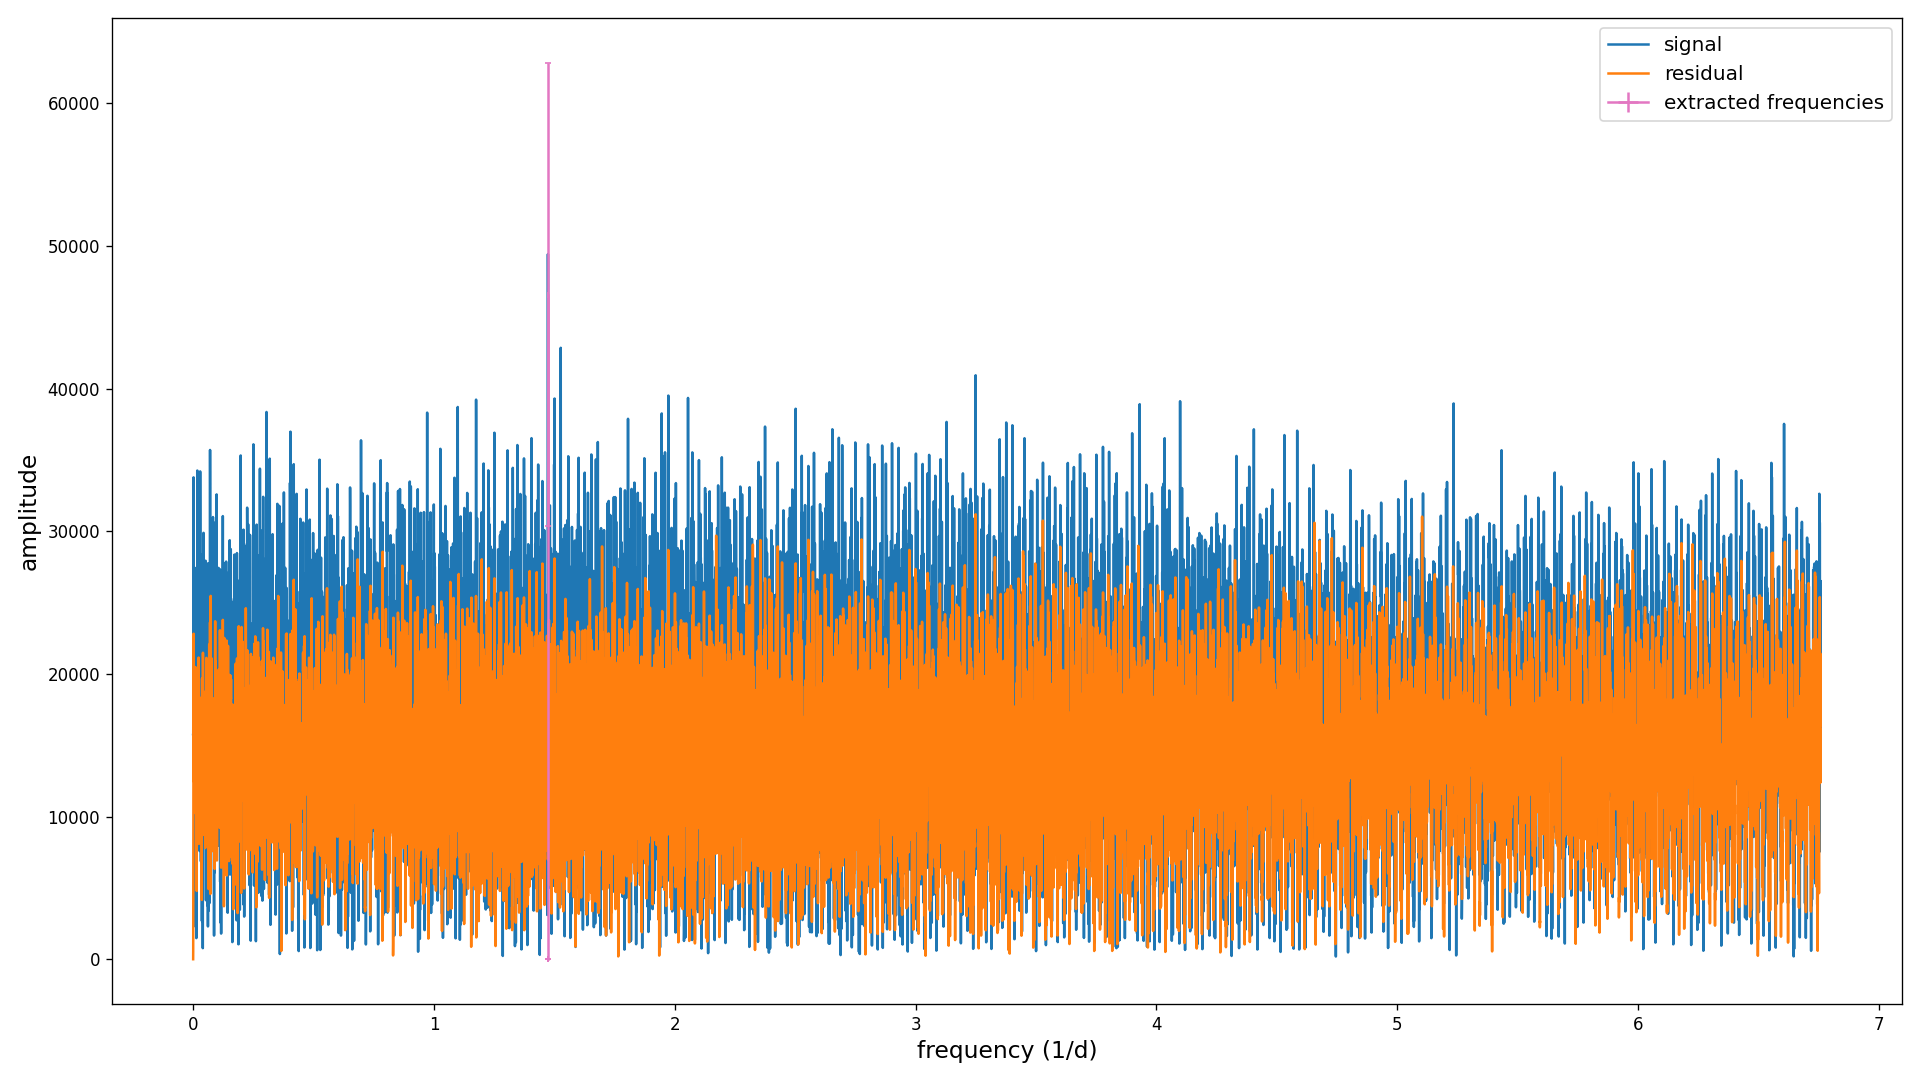 signal
residual
extracted frequencies
amplitude
60000
50000
40000
30000
20000
10000
0
0 1 2 3 4 5 6 7
frequency (1/d)